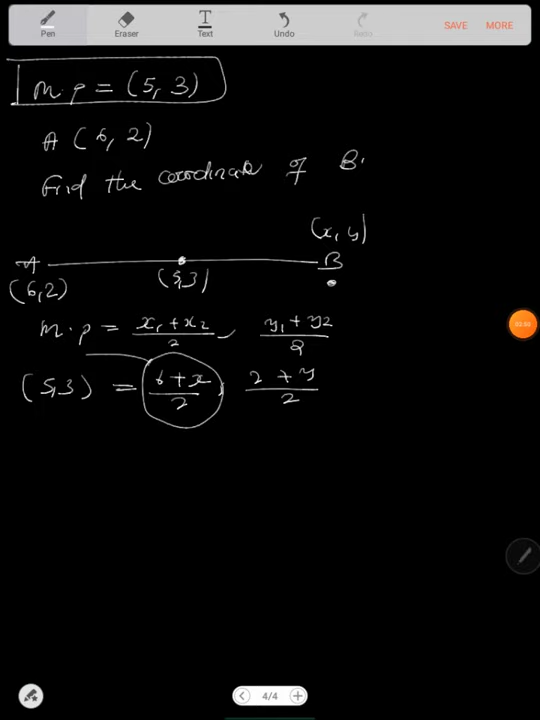 Pen Eraser Text Undo Redo SAVE MORE
m.p = (5, 3)
A (6, 2)
Find the coordinate of B.
(x, y)
A B
(6,2) (5,3)
m.p = x₁ + x₂/2 , y₁ + y2/2
(5,3) = 6 + x/2 , 2 + y/2
4/4